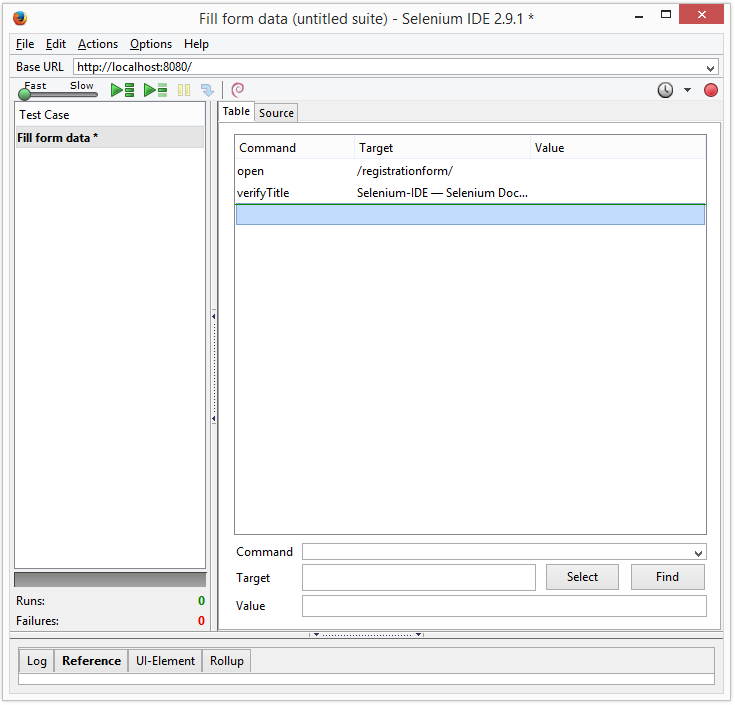 Fill form data (untitled suite) - Selenium IDE 2.9.1 *
File Edit Actions Options Help
Base URL http://localhost:8080/
Fast Slow
Test Case
Fill form data *
Runs: 0
Failures: 0
Table Source
Command Target Value
open /registrationform/
verifyTitle Selenium-IDE — Selenium Doc...
Command
Target Select Find
Value
Log Reference UI-Element Rollup